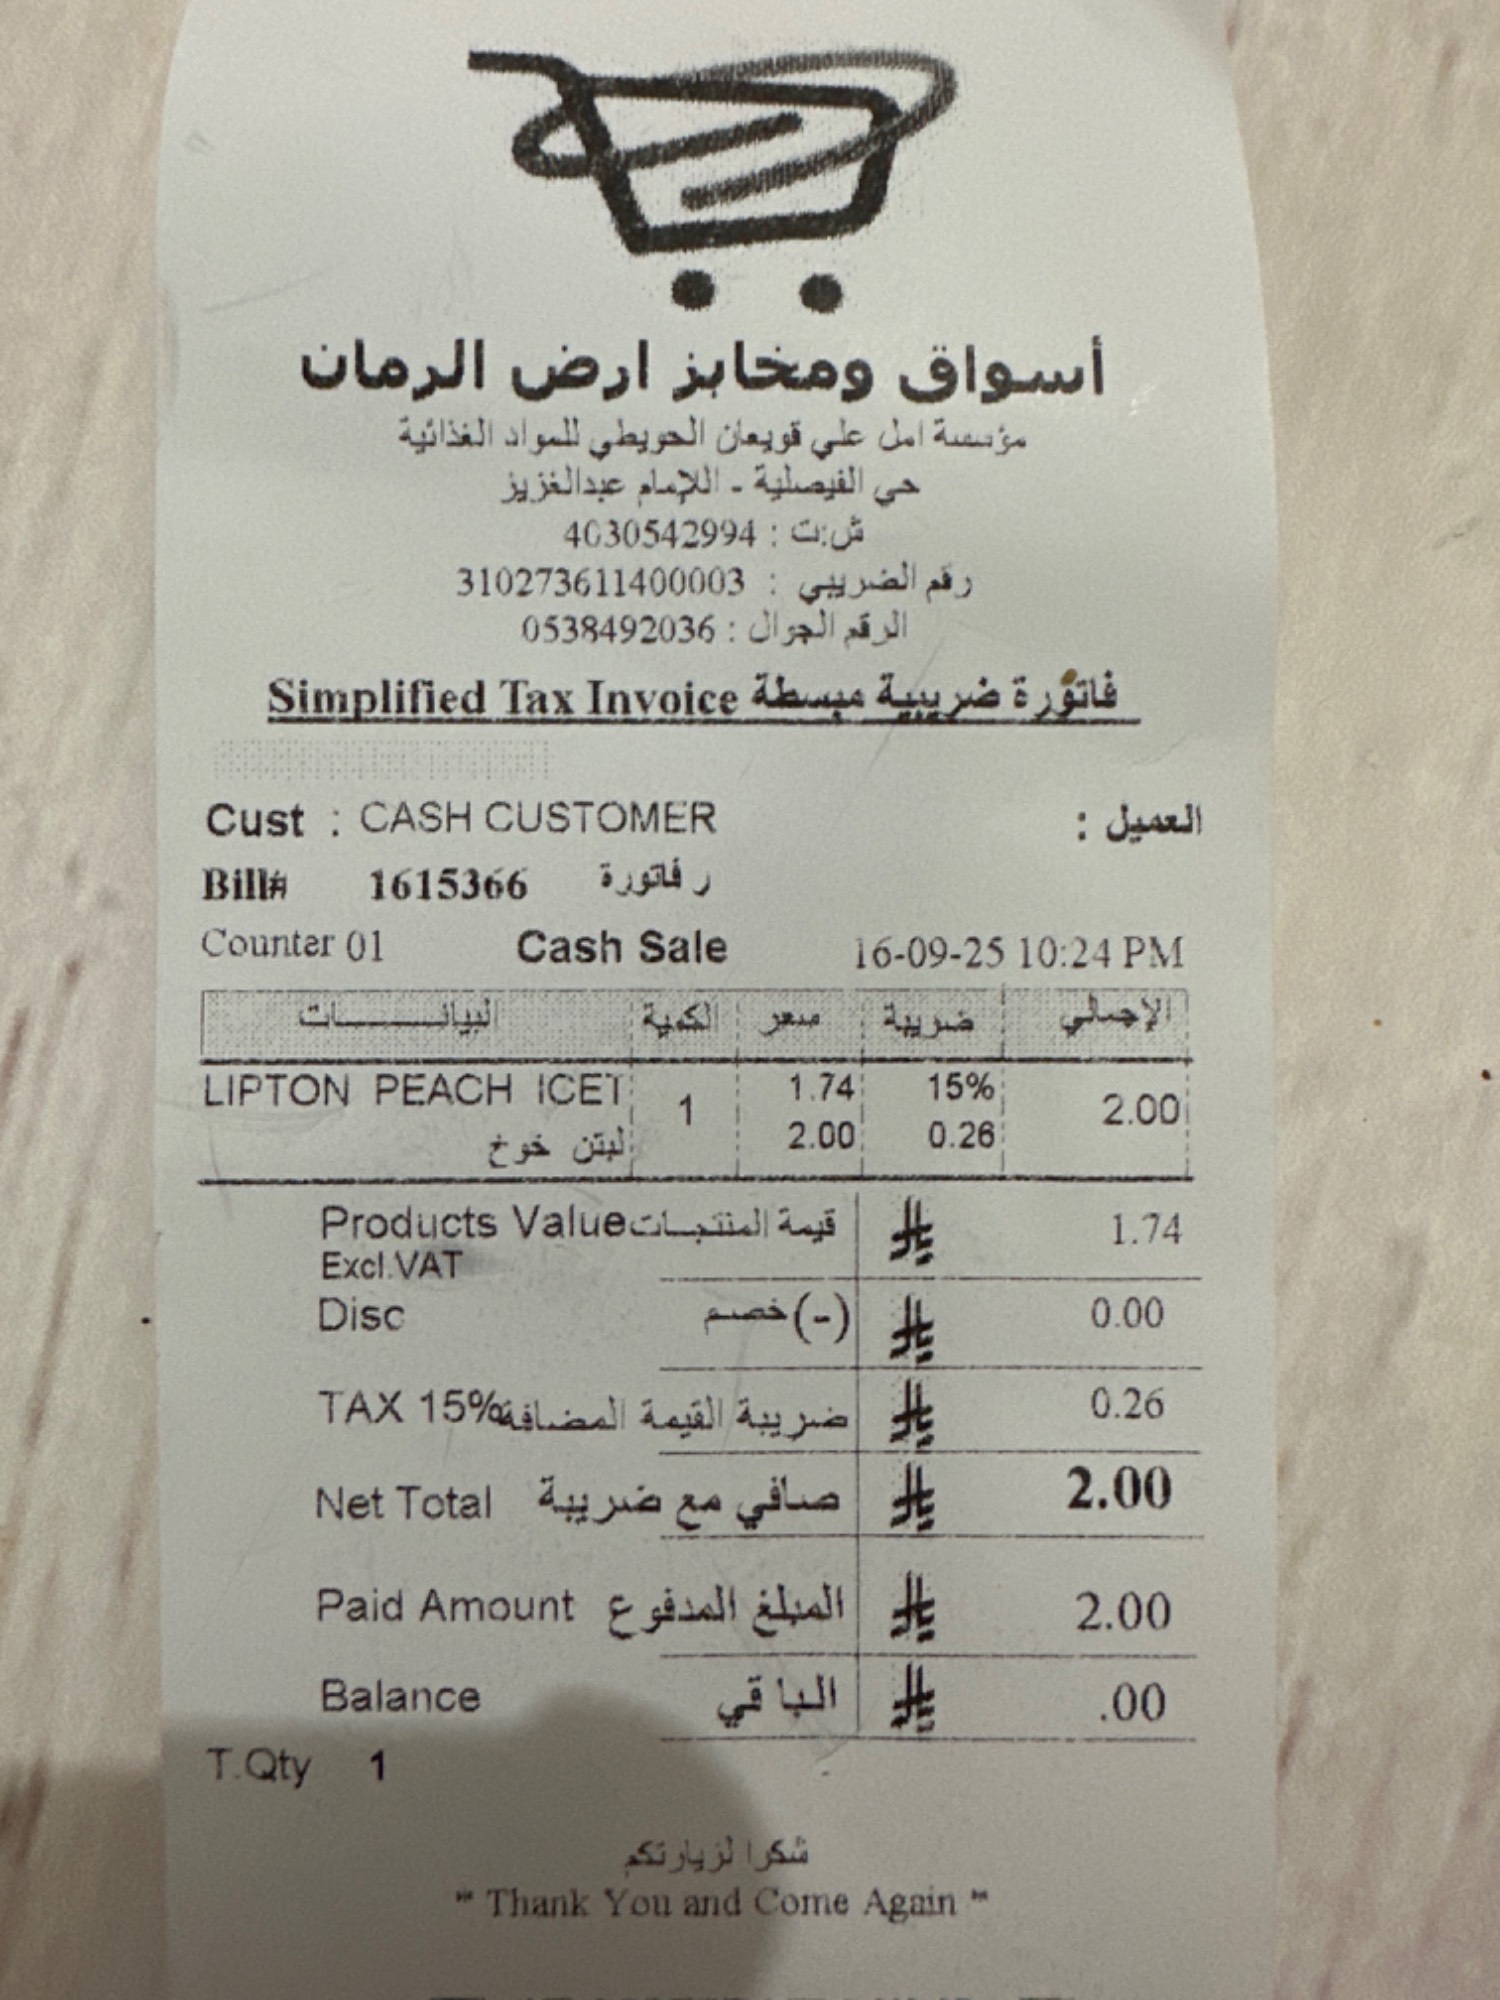 أسواق ومخابز ارض الرمان
مؤسسة امل علي قويعان الحويطي للمواد الغذائية
حي الفيصلية - اللإمام عبدالغزيز
ش:ت : 4030542994
رقم الضريبي : 310273611400003
الرقم الجوال : 0538492036
Simplified Tax Invoice فاتورة ضريبية مبسطة
Cust : CASH CUSTOMER العميل :
Bill# 1615366 ر فاتورة
Counter 01 Cash Sale 16-09-25 10:24 PM
البيانـــــات الكمية سعر ضريبة الإجمالي
LIPTON PEACH ICET 1 1.74 15% 2.00
لبتن خوخ 2.00 0.26
Products Value قيمة المنتجـات 1.74
Excl.VAT
Disc خصم (-) 0.00
TAX 15% ضريبة القيمة المضافة 0.26
Net Total صافي مع ضريبة 2.00
Paid Amount المبلغ المدفوع 2.00
Balance الباقي .00
T.Qty 1
شكرا لزيارتكم
" Thank You and Come Again "